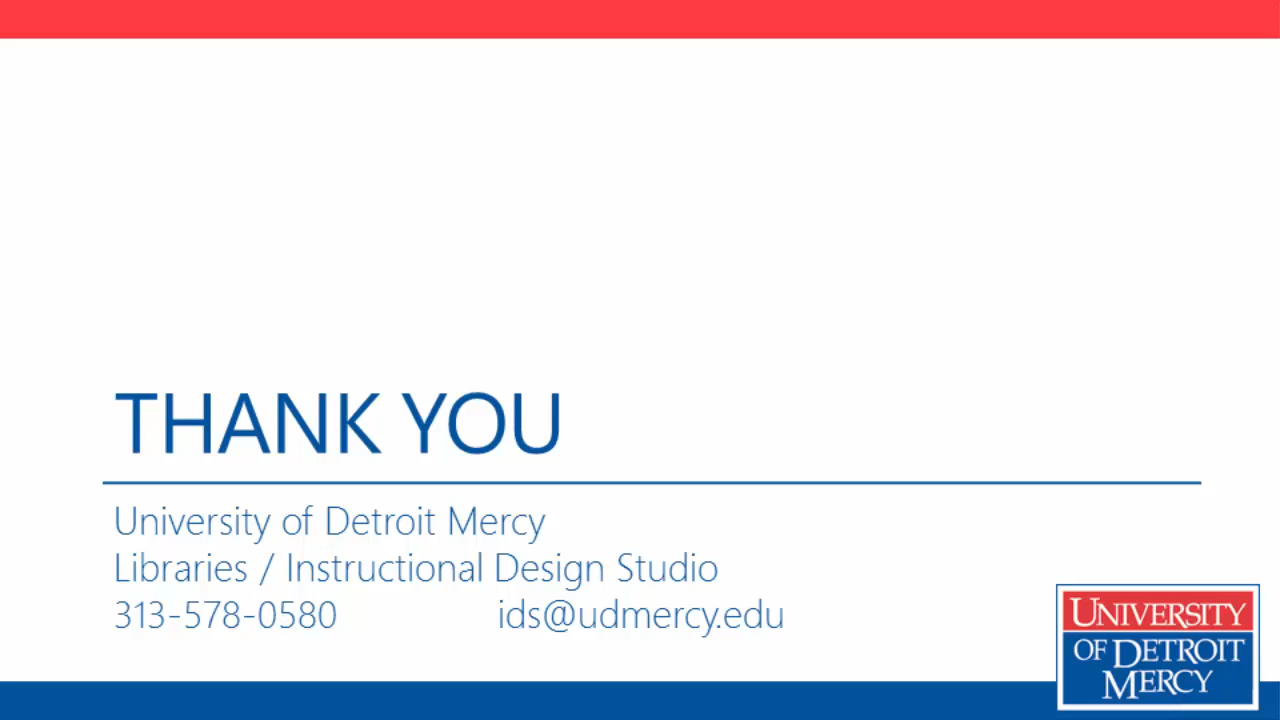 THANK YOU
University of Detroit Mercy
Libraries / Instructional Design Studio
313-578-0580 ids@udmercy.edu
UNIVERSITY
OF DETROIT
MERCY